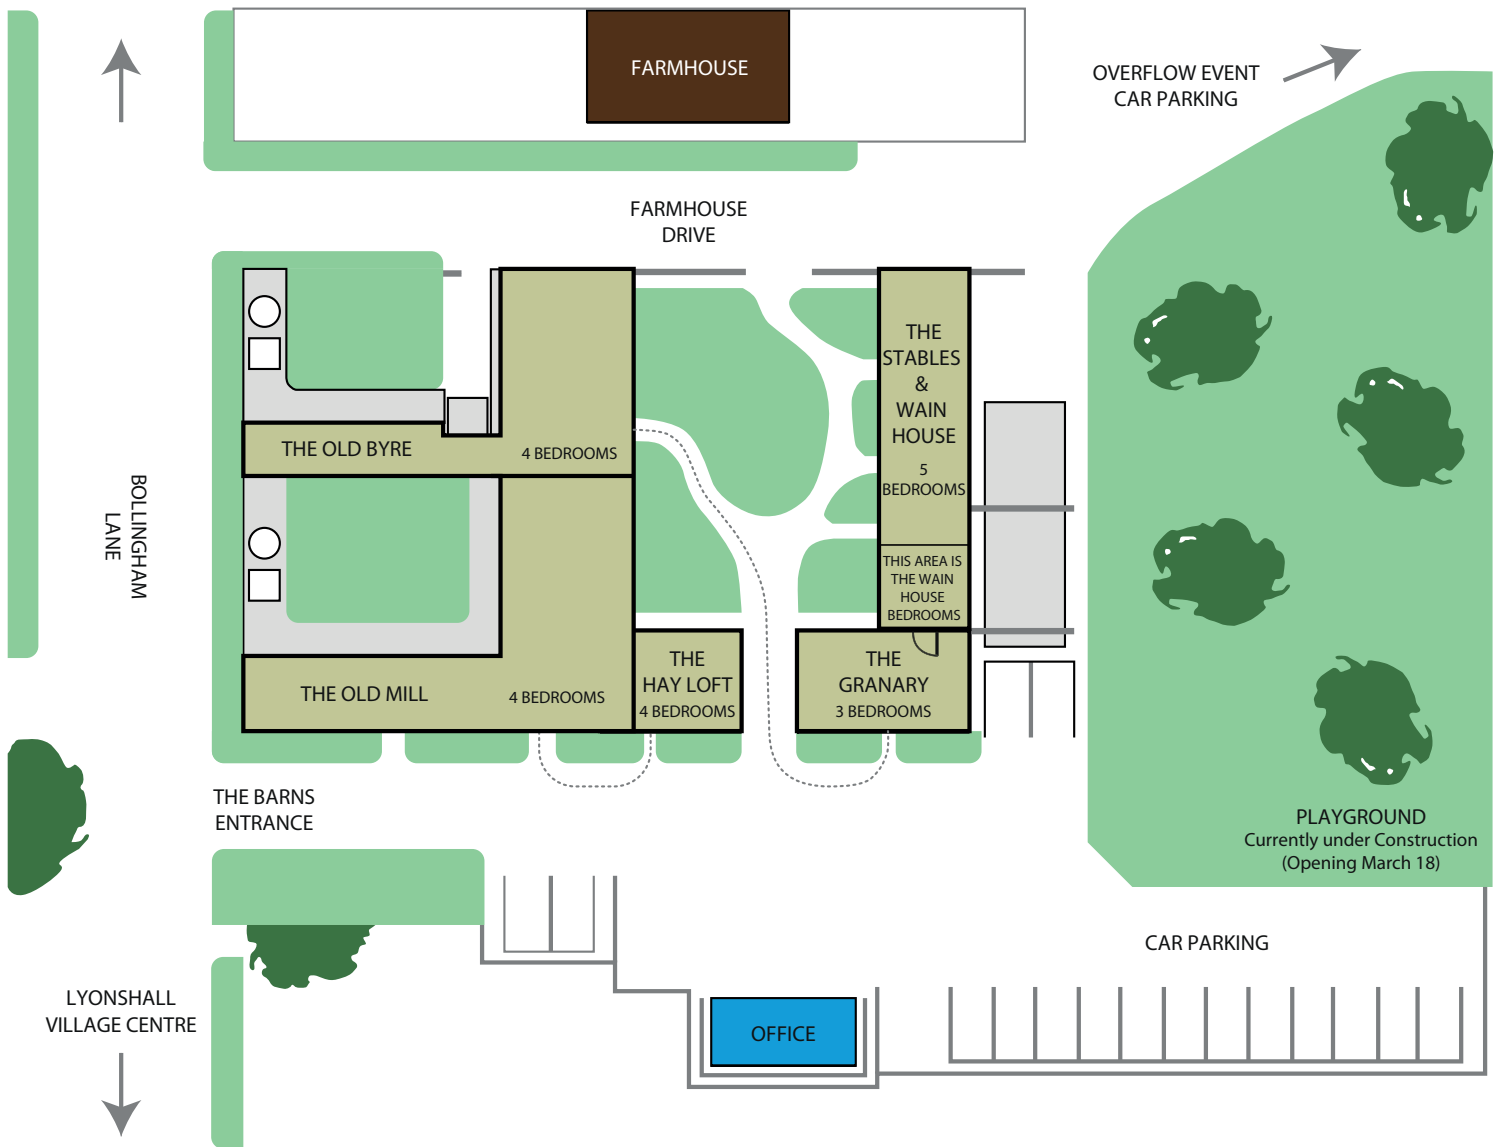 FARMHOUSE
OVERFLOW EVENT
CAR PARKING
FARMHOUSE
DRIVE
THE
STABLES
&
WAIN
HOUSE
5
BEDROOMS
THE OLD BYRE
4 BEDROOMS
BOLLINGHAM
LANE
THIS AREA IS
THE WAIN
HOUSE
BEDROOMS
THE OLD MILL
4 BEDROOMS
THE
HAY LOFT
4 BEDROOMS
THE
GRANARY
3 BEDROOMS
THE BARNS
ENTRANCE
PLAYGROUND
Currently under Construction
(Opening March 18)
CAR PARKING
LYONSHALL
VILLAGE CENTRE
OFFICE